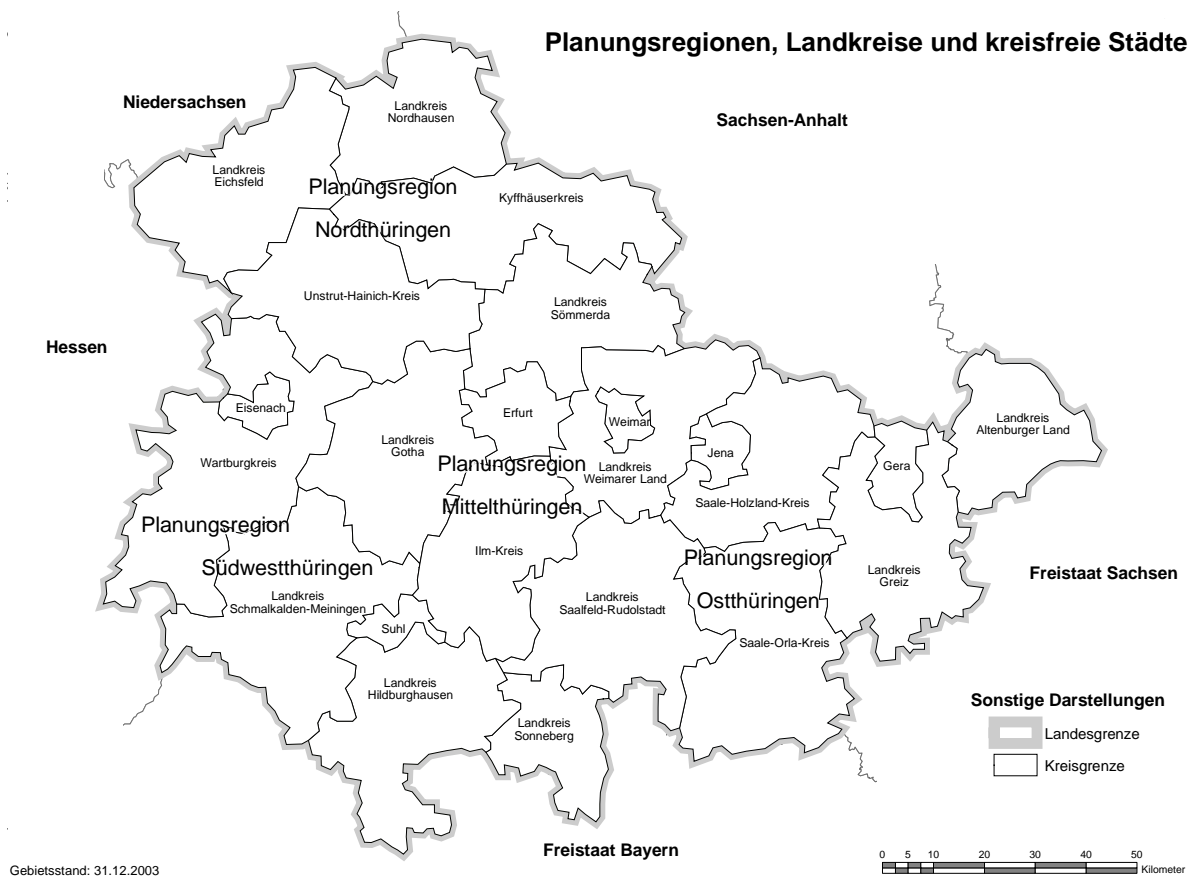 Planungsregionen, Landkreise und kreisfreie Städte
Niedersachsen
Sachsen-Anhalt
Landkreis
Nordhausen
Landkreis
Eichsfeld
Planungsregion
Nordthüringen
Kyffhäuserkreis
Unstrut-Hainich-Kreis
Landkreis
Sömmerda
Hessen
Eisenach
Erfurt
Weimar
Landkreis
Altenburger Land
Landkreis
Gotha
Jena
Gera
Wartburgkreis
Planungsregion
Mittelthüringen
Landkreis
Weimarer Land
Saale-Holzland-Kreis
Planungsregion
Südwestthüringen
Ilm-Kreis
Planungsregion
Ostthüringen
Landkreis
Greiz
Freistaat Sachsen
Landkreis
Schmalkalden-Meiningen
Landkreis
Saalfeld-Rudolstadt
Suhl
Saale-Orla-Kreis
Landkreis
Hildburghausen
Landkreis
Sonneberg
Sonstige Darstellungen
Landesgrenze
Kreisgrenze
Freistaat Bayern
0 5 10 20 30 40 50
Kilometer
Gebietsstand: 31.12.2003